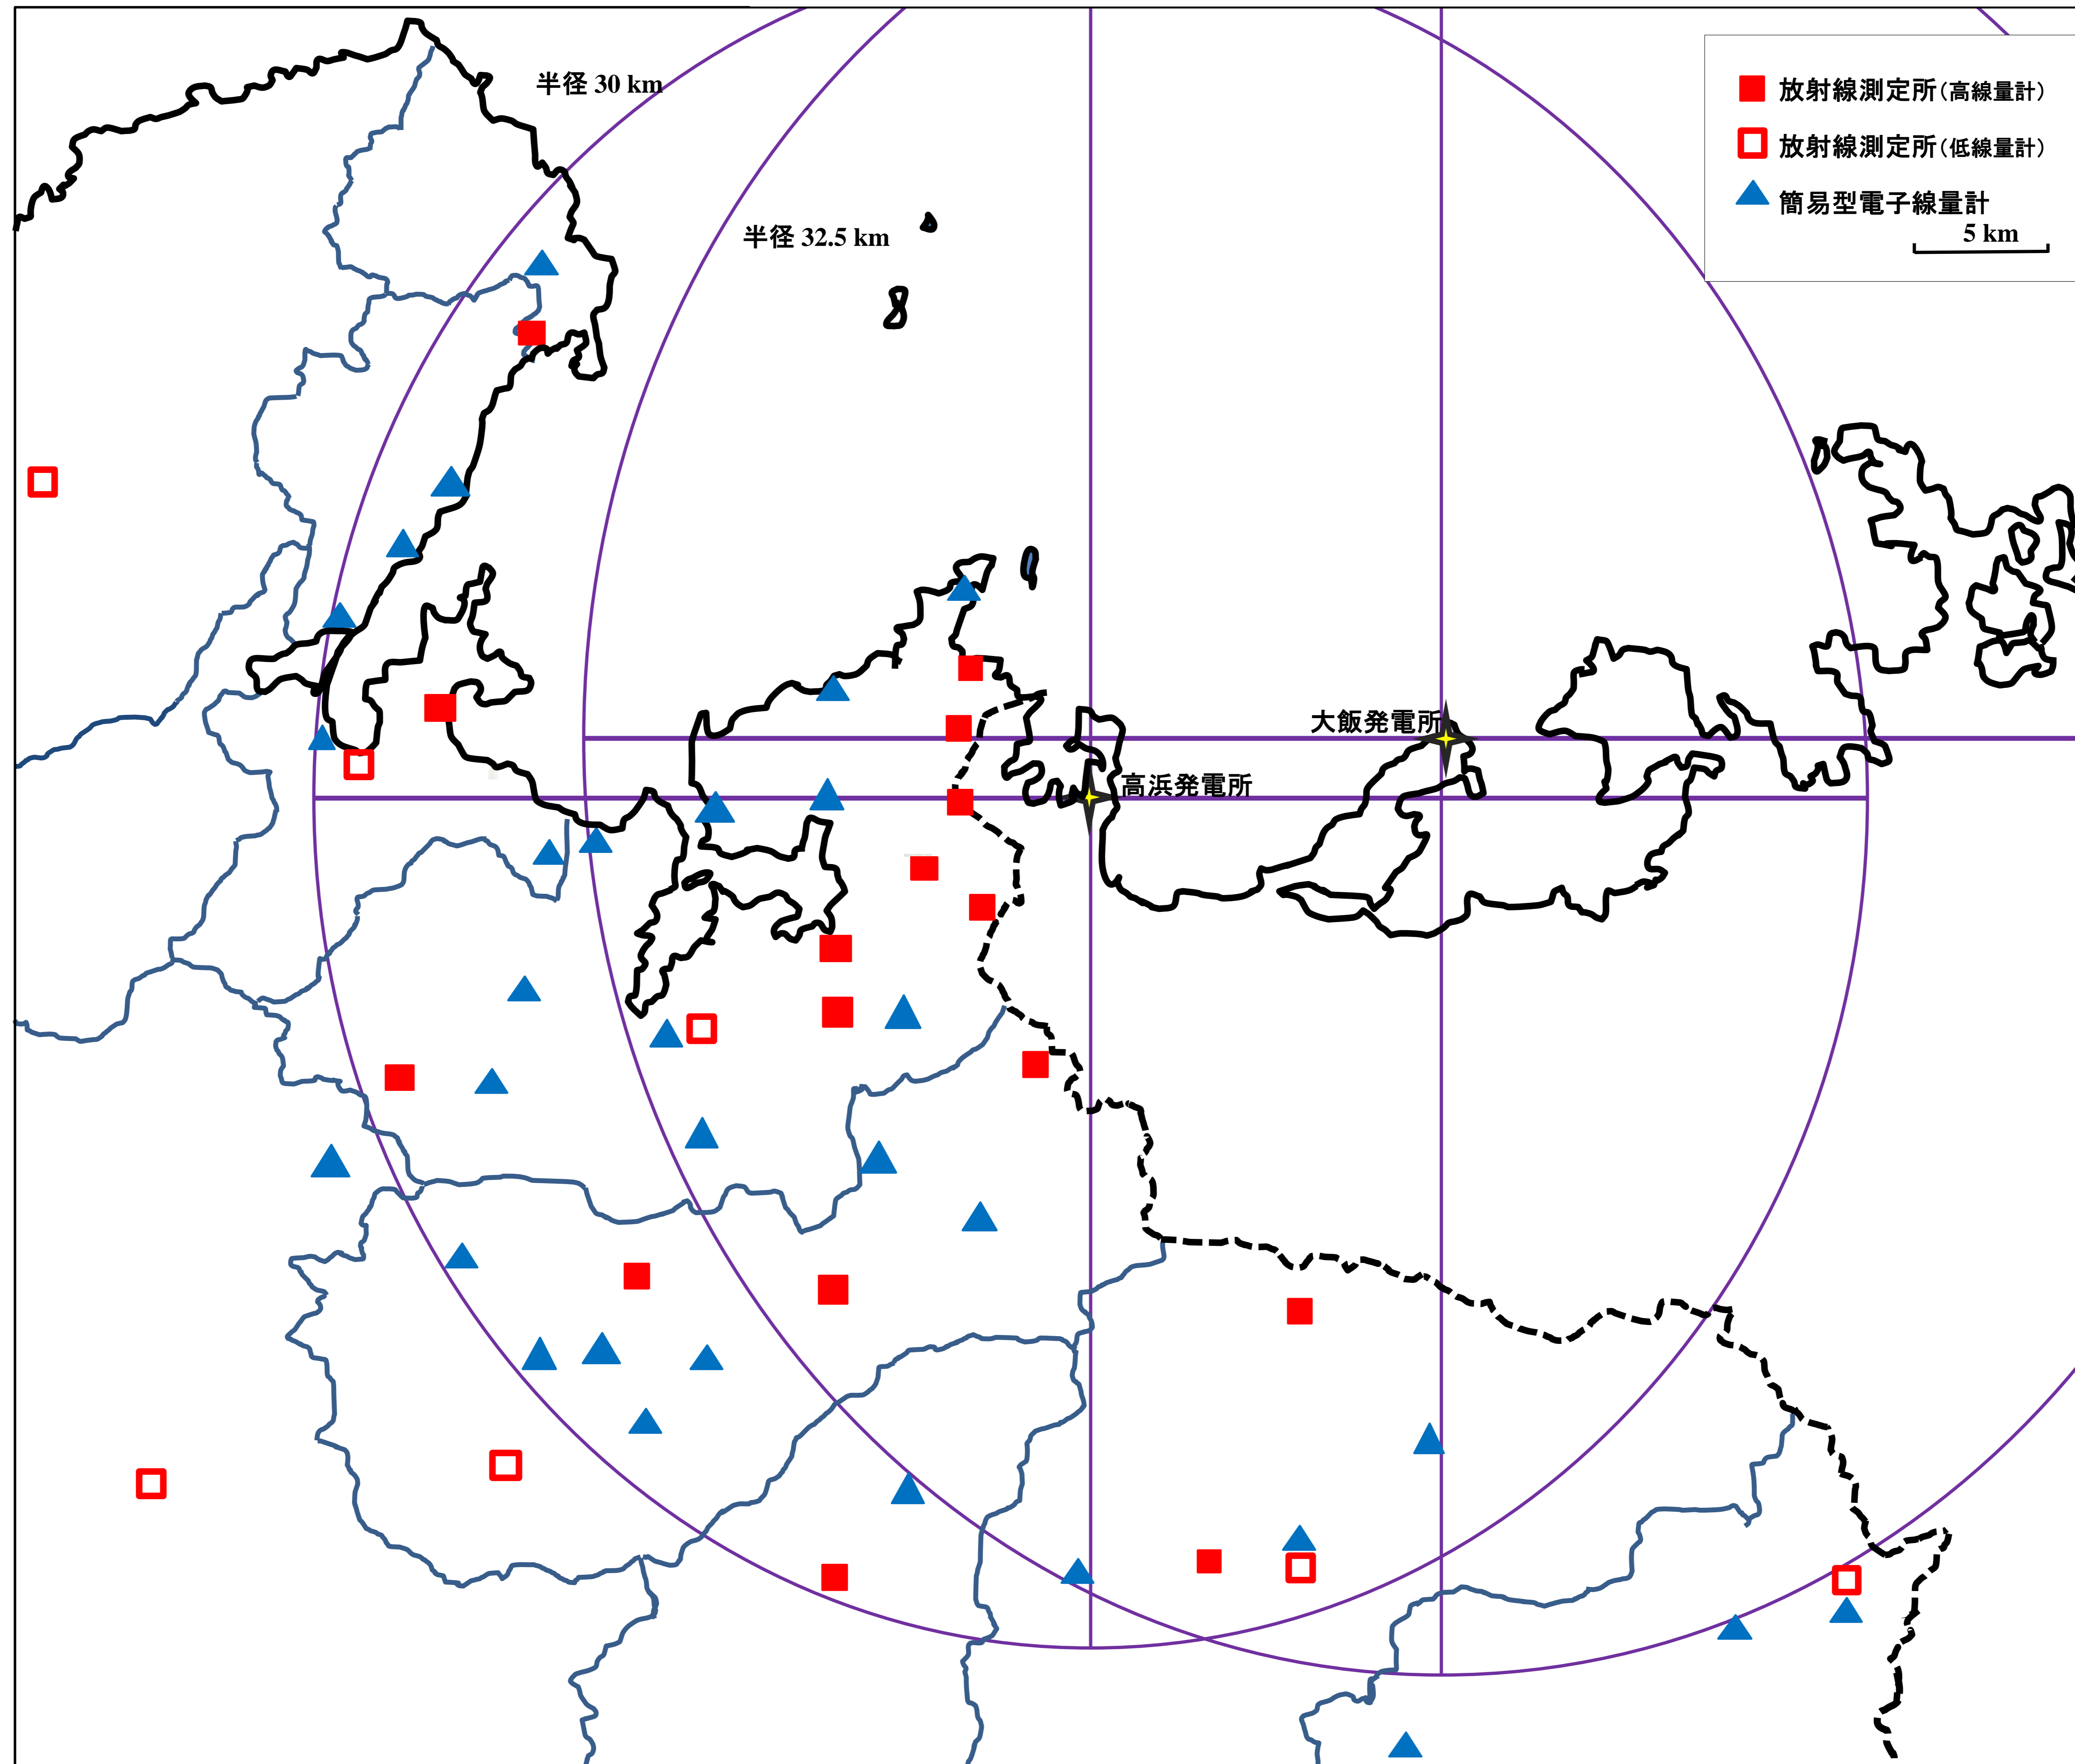 半径 30 km
放射線測定所(高線量計)
放射線測定所(低線量計)
簡易型電子線量計
5 km
半径 32.5 km
大飯発電所
高浜発電所